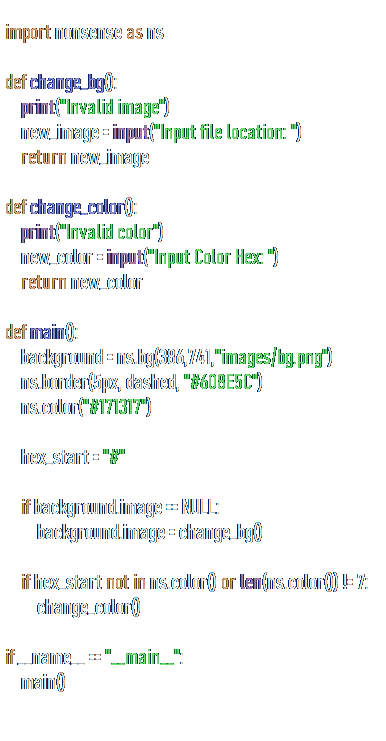 import nonsense as ns
def change_bg():
print("Invalid image")
new_image = input("Input file location: ")
return new_image
def change_color():
print("Invalid color")
new_color = input("Input Color Hex: ")
return new_color
def main():
background = ns.bg(386,741,"images/bg.png")
ns.border(5px, dashed, "#608E5C")
ns.color("#171317")
hex_start = "#"
if background.image == NULL:
background.image = change_bg()
if hex_start not in ns.color() or len(ns.color()) != 7:
change_color()
if __name__ == "__main__":
main()